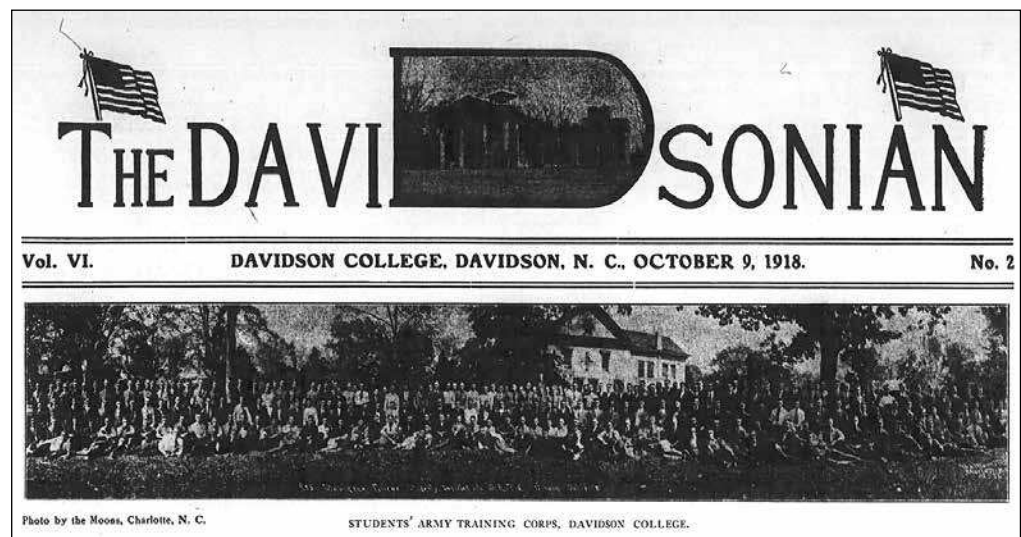 THE DAVIDSONIAN
Vol. VI. DAVIDSON COLLEGE, DAVIDSON, N. C., OCTOBER 9, 1918. No. 2
Photo by the Moons, Charlotte, N. C. STUDENTS' ARMY TRAINING CORPS, DAVIDSON COLLEGE.